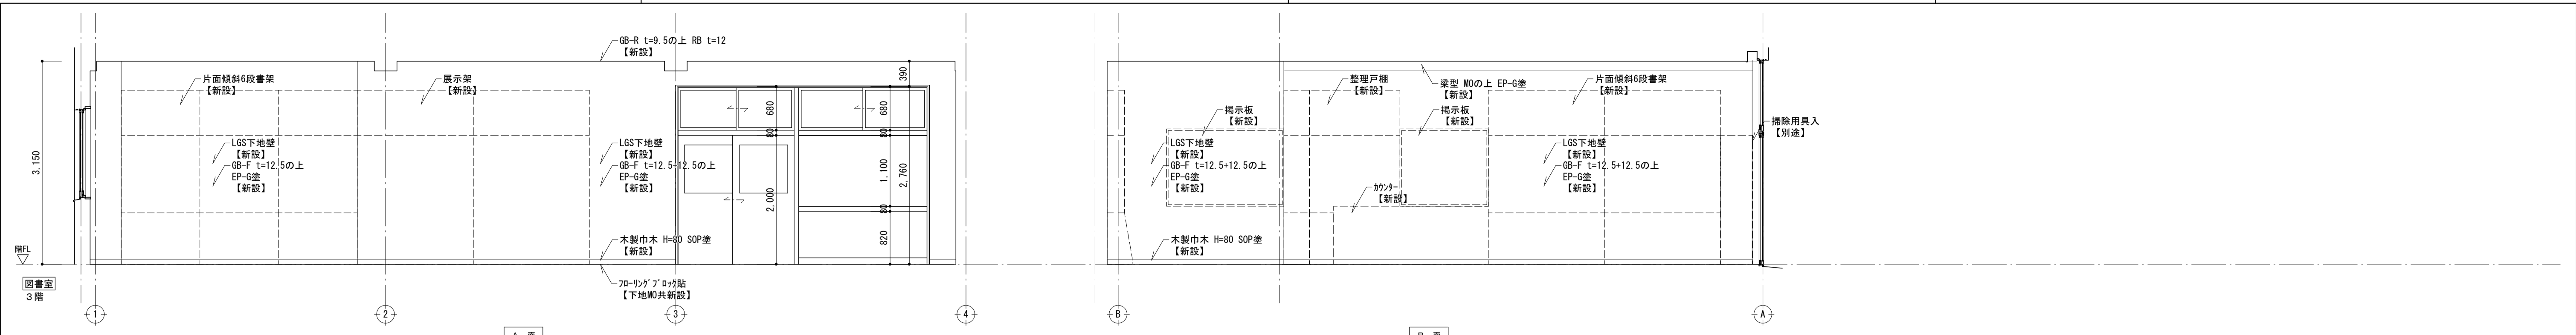 GB-R t=9.5の上 RB t=12
【新設】
片面傾斜6段書架
【新設】
展示架
【新設】
LGS下地壁
【新設】
GB-F t=12.5の上
EP-G塗
【新設】
LGS下地壁
【新設】
GB-F t=12.5+12.5の上
EP-G塗
【新設】
木製巾木 H=80 SOP塗
【新設】
フローリングブロック貼
【下地MO共新設】
3,150
階FL
図書室
3階
680
80
2,000
390
680
80
1,100
2,760
80
820
1
2
3
4
梁型 MOの上 EP-G塗
【新設】
整理戸棚
【新設】
片面傾斜6段書架
【新設】
掲示板
【新設】
掲示板
【新設】
掃除用具入
【別途】
LGS下地壁
【新設】
GB-F t=12.5+12.5の上
EP-G塗
【新設】
LGS下地壁
【新設】
GB-F t=12.5+12.5の上
EP-G塗
【新設】
カウンター
【新設】
木製巾木 H=80 SOP塗
【新設】
B
A